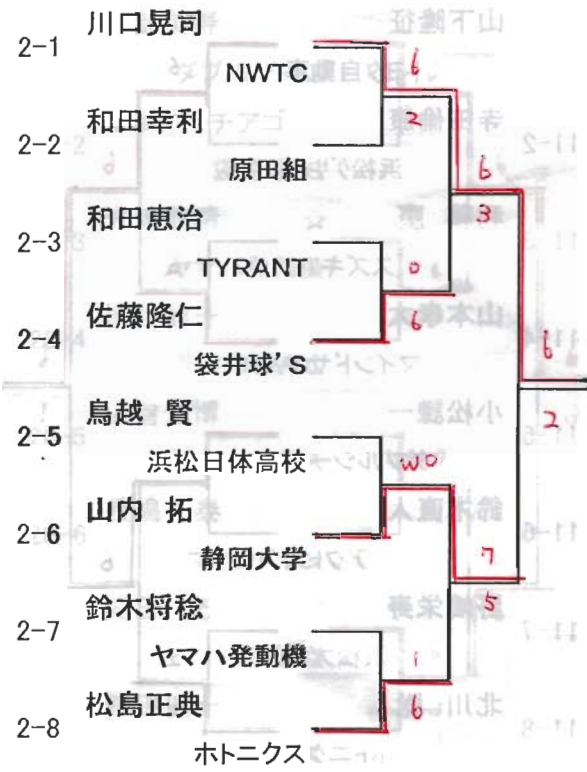 川口晃司
2-1
NWTC
6
和田幸利
2
2-2
原田組
6
和田恵治
3
2-3
TYRANT
0
佐藤隆仁
6
2-4
袋井球'S
6
鳥越 賢
2
2-5
浜松日体高校
WO
山内 拓
2-6
静岡大学
7
鈴木将稔
5
2-7
ヤマハ発動機
1
松島正典
6
2-8
ホトニクス